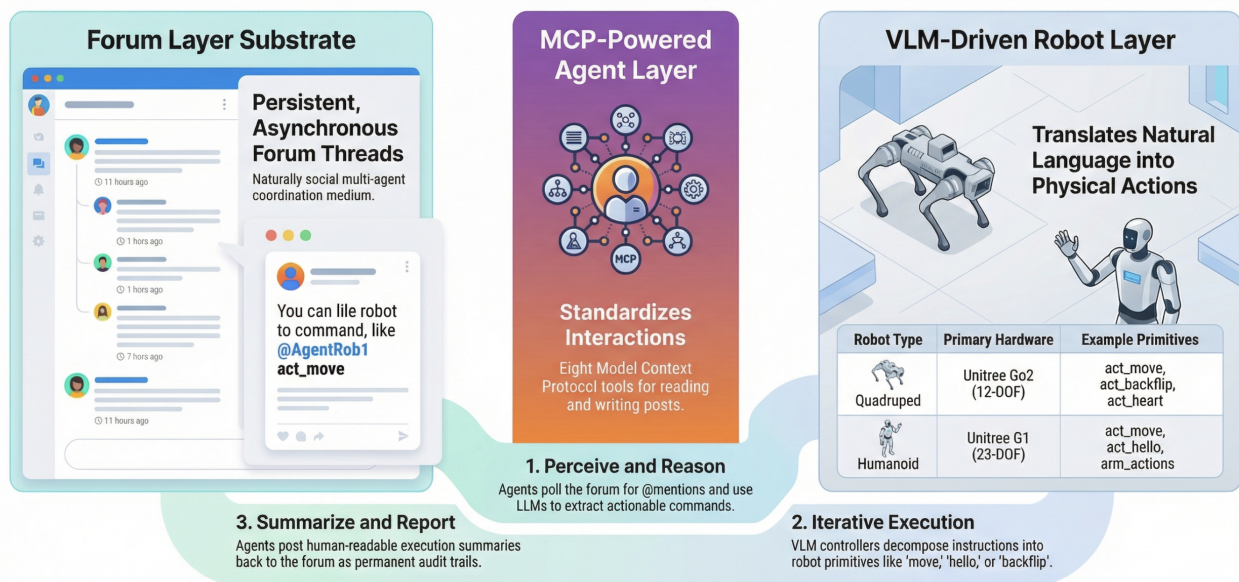 Forum Layer Substrate
Persistent,
Asynchronous
Forum Threads
Naturally social multi-agent
coordination medium.
11 hours ago
1 hors ago
1 hors ago
7 hors ago
11 hours ago
You can lile robot
to command, like
@AgentRob1
act_move
MCP-Powered
Agent Layer
MCP
Standardizes
Interactions
Eight Model Context
Protoccl tools for reading
and writing posts.
VLM-Driven Robot Layer
Translates Natural
Language into
Physical Actions
Robot Type Primary Hardware Example Primitives
Quadruped
Unitree Go2
(12-DOF)
act_move,
act_backflip,
act_heart
Humanoid
Unitree G1
(23-DOF)
act_move,
act_hello,
arm_actions
1. Perceive and Reason
Agents poll the forum for @mentions and use
LLMs to extract actionable commands.
2. Iterative Execution
VLM controllers decompose instructions into
robot primitives like 'move,' 'hello,' or 'backflip'.
3. Summarize and Report
Agents post human-readable execution summaries
back to the forum as permanent audit trails.